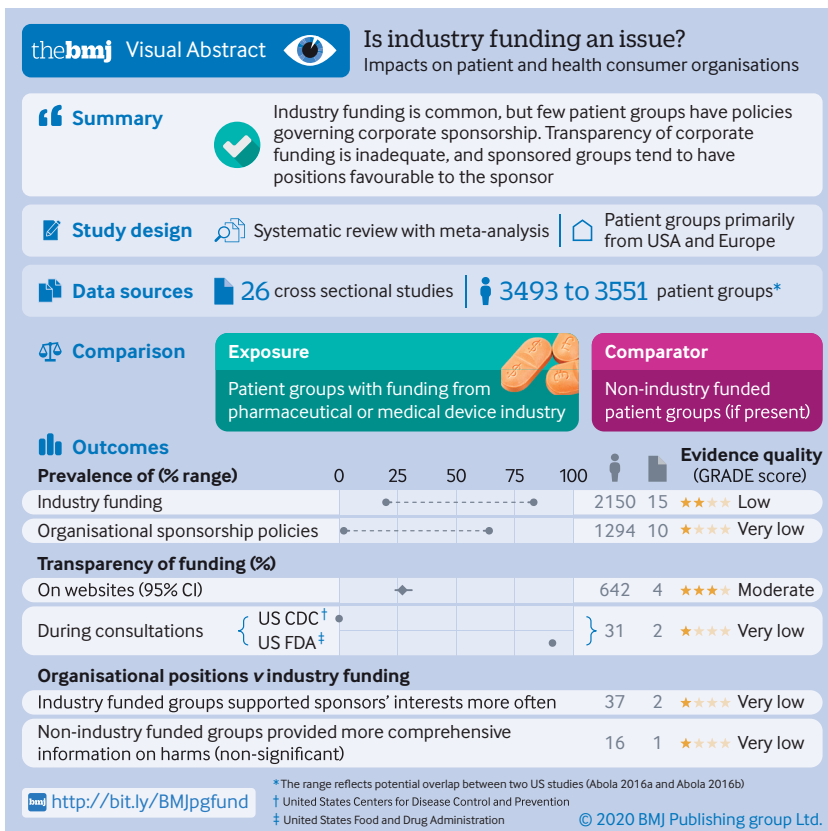 thebmj Visual Abstract
Is industry funding an issue?
Impacts on patient and health consumer organisations
Summary
Industry funding is common, but few patient groups have policies
governing corporate sponsorship. Transparency of corporate
funding is inadequate, and sponsored groups tend to have
positions favourable to the sponsor
Study design
Systematic review with meta-analysis
Patient groups primarily
from USA and Europe
Data sources
26 cross sectional studies
3493 to 3551 patient groups*
Comparison
Exposure
Patient groups with funding from
pharmaceutical or medical device industry
Comparator
Non-industry funded
patient groups (if present)
Outcomes
Prevalence of (% range) 0 25 50 75 100
Evidence quality
(GRADE score)
Industry funding 2150 15 Low
Organisational sponsorship policies 1294 10 Very low
Transparency of funding (%)
On websites (95% CI) 642 4 Moderate
During consultations { US CDC† US FDA‡ } 31 2 Very low
Organisational positions v industry funding
Industry funded groups supported sponsors' interests more often 37 2 Very low
Non-industry funded groups provided more comprehensive
information on harms (non-significant) 16 1 Very low
*The range reflects potential overlap between two US studies (Abola 2016a and Abola 2016b)
† United States Centers for Disease Control and Prevention
‡ United States Food and Drug Administration
bmj http://bit.ly/BMJpgfund
© 2020 BMJ Publishing group Ltd.